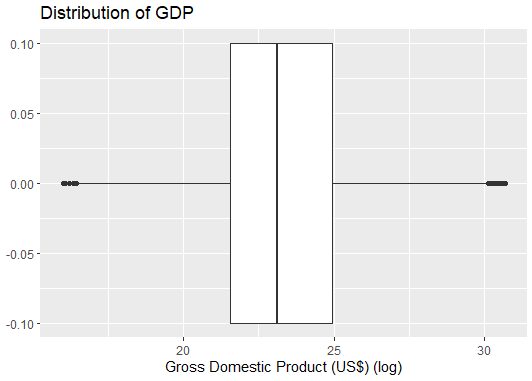 Distribution of GDP
0.10
0.05
0.00
-0.05
-0.10
20 25 30
Gross Domestic Product (US$) (log)